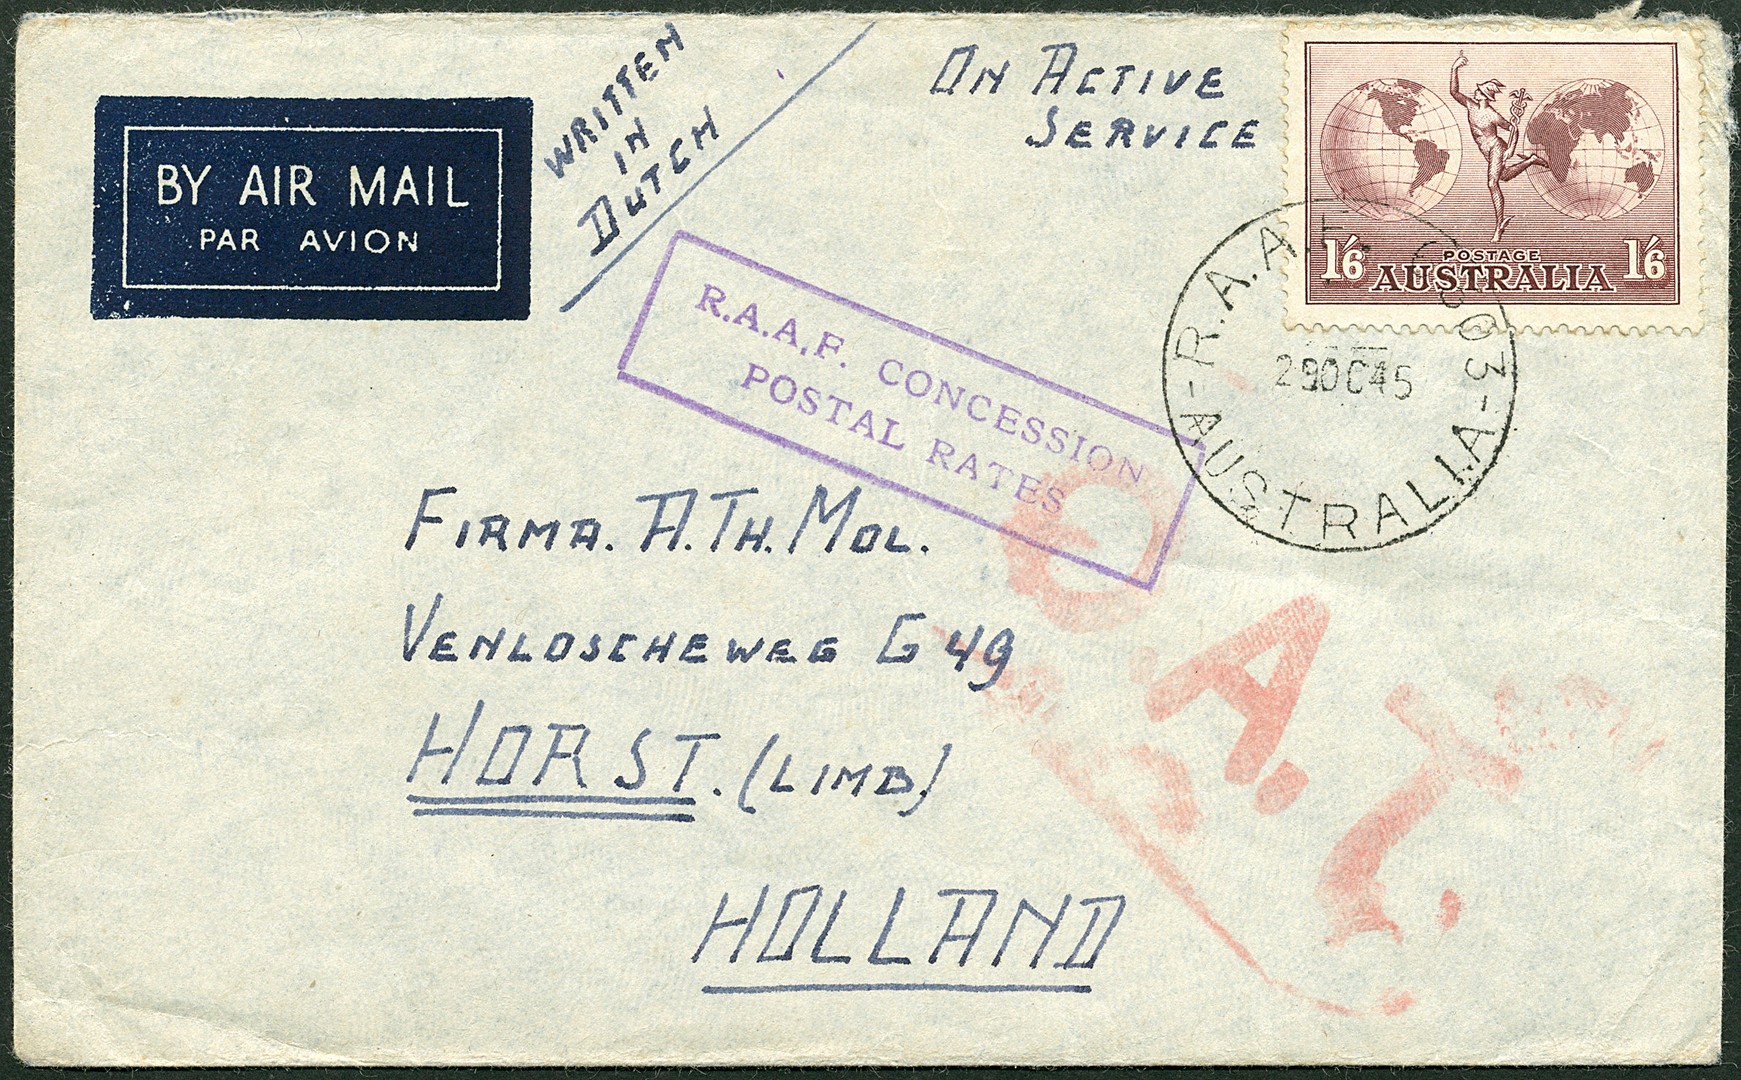 BY AIR MAIL
PAR AVION
WRITTEN
IN
DUTCH
ON ACTIVE
SERVICE
1/6 POSTAGE 1/6
AUSTRALIA
R.A.A.F.
AUSTRALIA
R.A.A.F. CONCESSION
POSTAL RATES
FIRMA. A.TH. MOL.
VENLOSCHEWEG G 49
HORST. (LIMB.)
HOLLAND